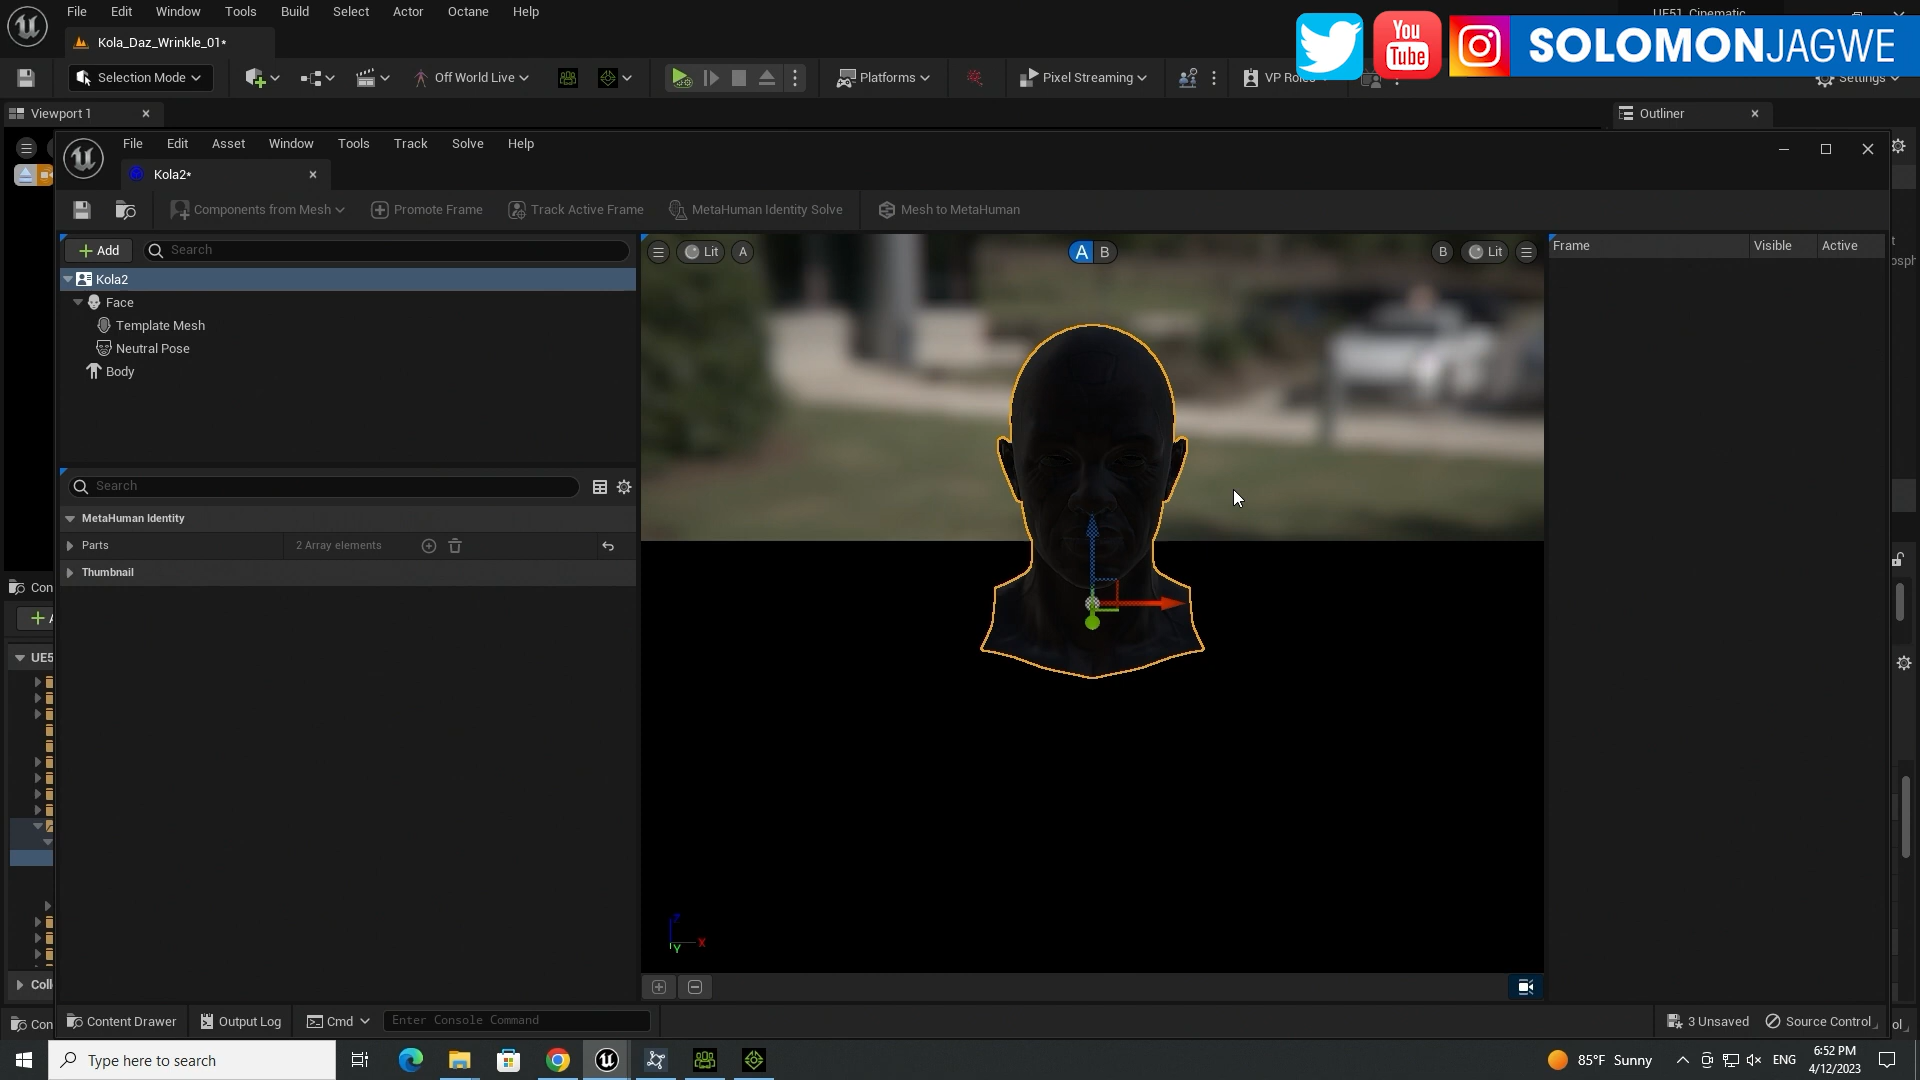 File Edit Window Tools Build Select Actor Octane Help
Kola_Daz_Wrinkle_01*
You
Tube
SOLOMONJAGWE
Selection Mode
Off World Live
Platforms
Pixel Streaming
Settings
Viewport 1
Outliner
File Edit Asset Window Tools Track Solve Help
Kola2*
Components from Mesh
Promote Frame
Track Active Frame
MetaHuman Identity Solve
Mesh to MetaHuman
Add
Search
Lit
A
A B
B
Lit
Frame
Visible
Active
Kola2
Face
Template Mesh
Neutral Pose
Body
Search
MetaHuman Identity
Parts
2 Array elements
Thumbnail
Z
X
Y
Content Drawer
Output Log
Cmd
Enter Console Command
3 Unsaved
Source Control
Type here to search
85°F Sunny
ENG
6:52 PM
4/12/2023